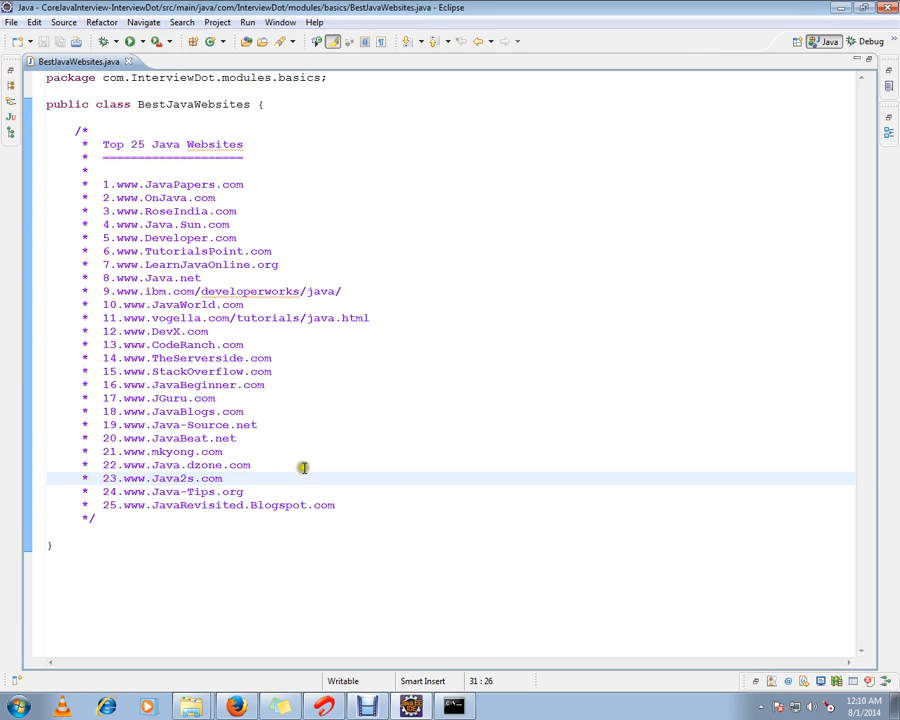 Java - CoreJavaInterview-InterviewDot/src/main/java/com/InterviewDot/modules/basics/BestJavaWebsites.java - Eclipse
File Edit Source Refactor Navigate Search Project Run Window Help
Java Debug
BestJavaWebsites.java
package com.InterviewDot.modules.basics;
public class BestJavaWebsites {
/*
* Top 25 Java Websites
* =====================
*
* 1.www.JavaPapers.com
* 2.www.OnJava.com
* 3.www.RoseIndia.com
* 4.www.Java.Sun.com
* 5.www.Developer.com
* 6.www.TutorialsPoint.com
* 7.www.LearnJavaOnline.org
* 8.www.Java.net
* 9.www.ibm.com/developerworks/java/
* 10.www.JavaWorld.com
* 11.www.vogella.com/tutorials/java.html
* 12.www.DevX.com
* 13.www.CodeRanch.com
* 14.www.TheServerside.com
* 15.www.StackOverflow.com
* 16.www.JavaBeginner.com
* 17.www.JGuru.com
* 18.www.JavaBlogs.com
* 19.www.Java-Source.net
* 20.www.JavaBeat.net
* 21.www.mkyong.com
* 22.www.Java.dzone.com
* 23.www.Java2s.com
* 24.www.Java-Tips.org
* 25.www.JavaRevisited.Blogspot.com
*/
}
Writable Smart Insert 31 : 26
12:10 AM
8/1/2014